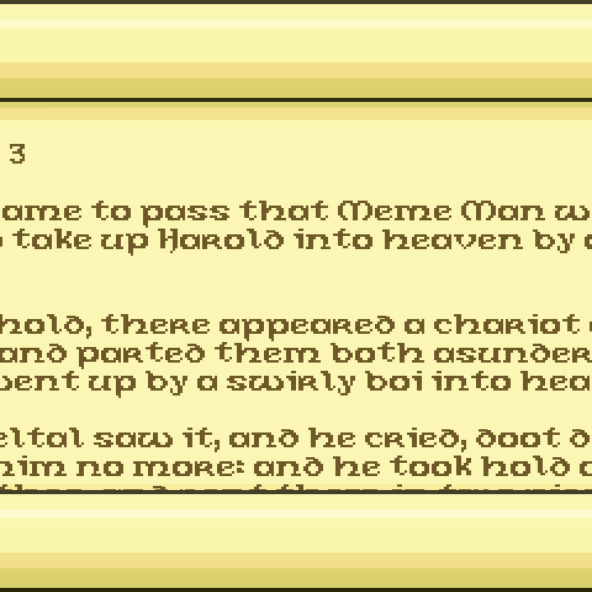 3
ame to pass that Meme Man w
take up Harold into heaven by a
hold, there appeared a chariot
and parted them both asunder
went up by a swirly boi into hea
eltal saw it, and he cried, doot d
him no more: and he took hold o